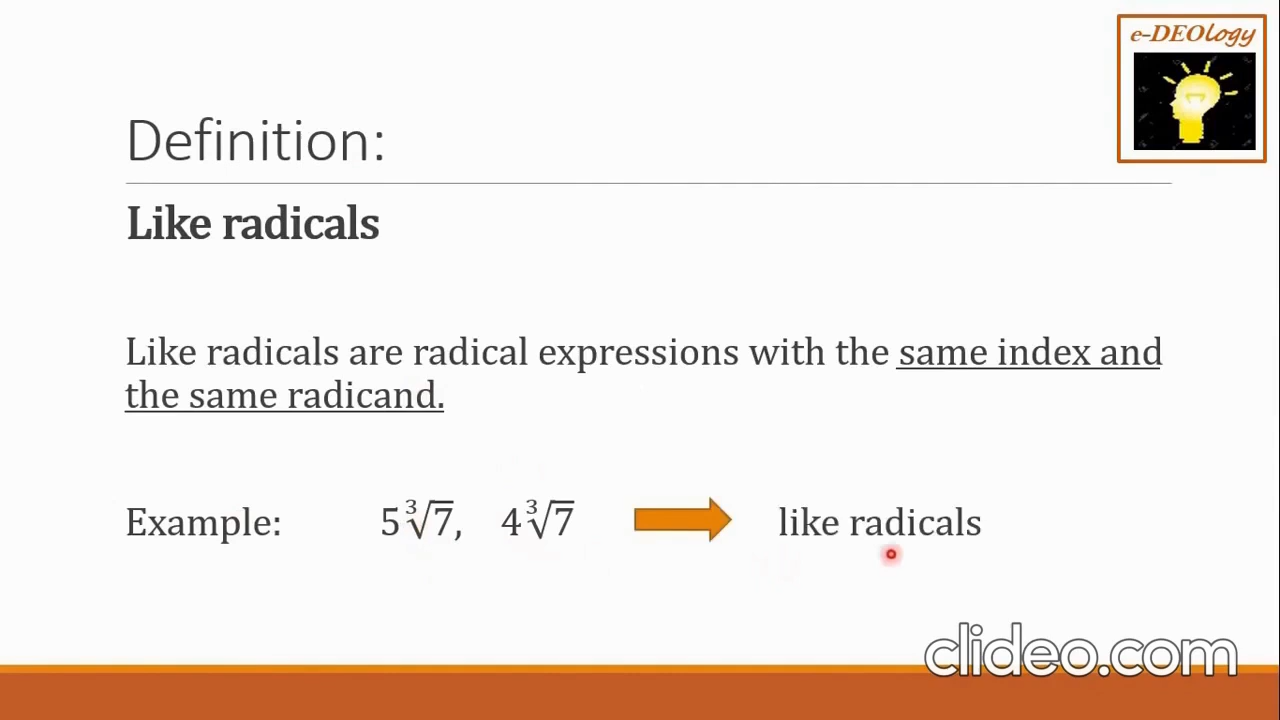 e-DEOlogy
Definition:
Like radicals
Like radicals are radical expressions with the same index and
the same radicand.
Example: 5∛7, 4∛7 like radicals
clideo.com